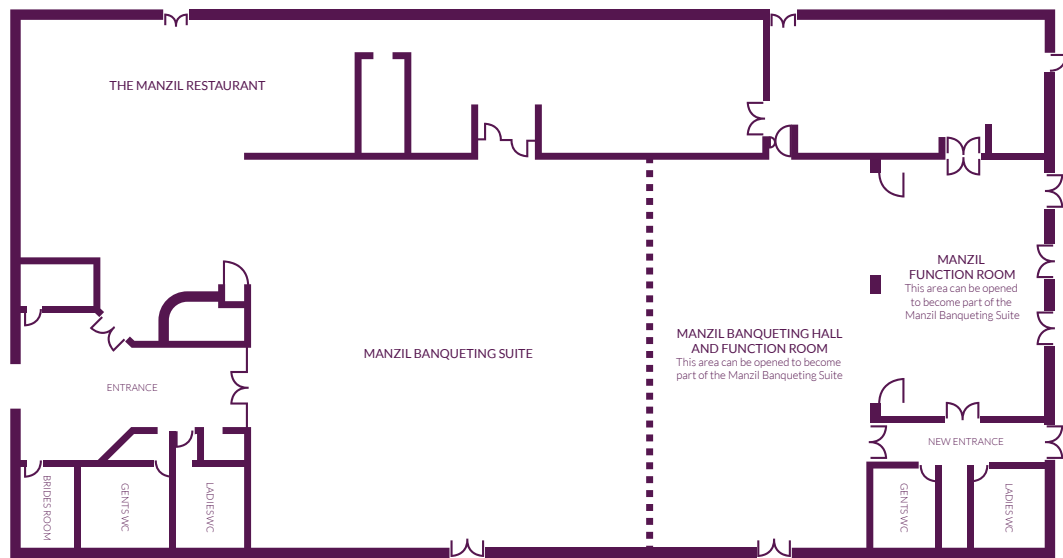 THE MANZIL RESTAURANT
MANZIL
FUNCTION ROOM
This area can be opened
to become part of the
Manzil Banqueting Suite
MANZIL BANQUETING SUITE
MANZIL BANQUETING HALL
AND FUNCTION ROOM
This area can be opened to become
part of the Manzil Banqueting Suite
ENTRANCE
NEW ENTRANCE
BRIDES ROOM
GENTS WC
LADIES WC
GENTS WC
LADIES WC